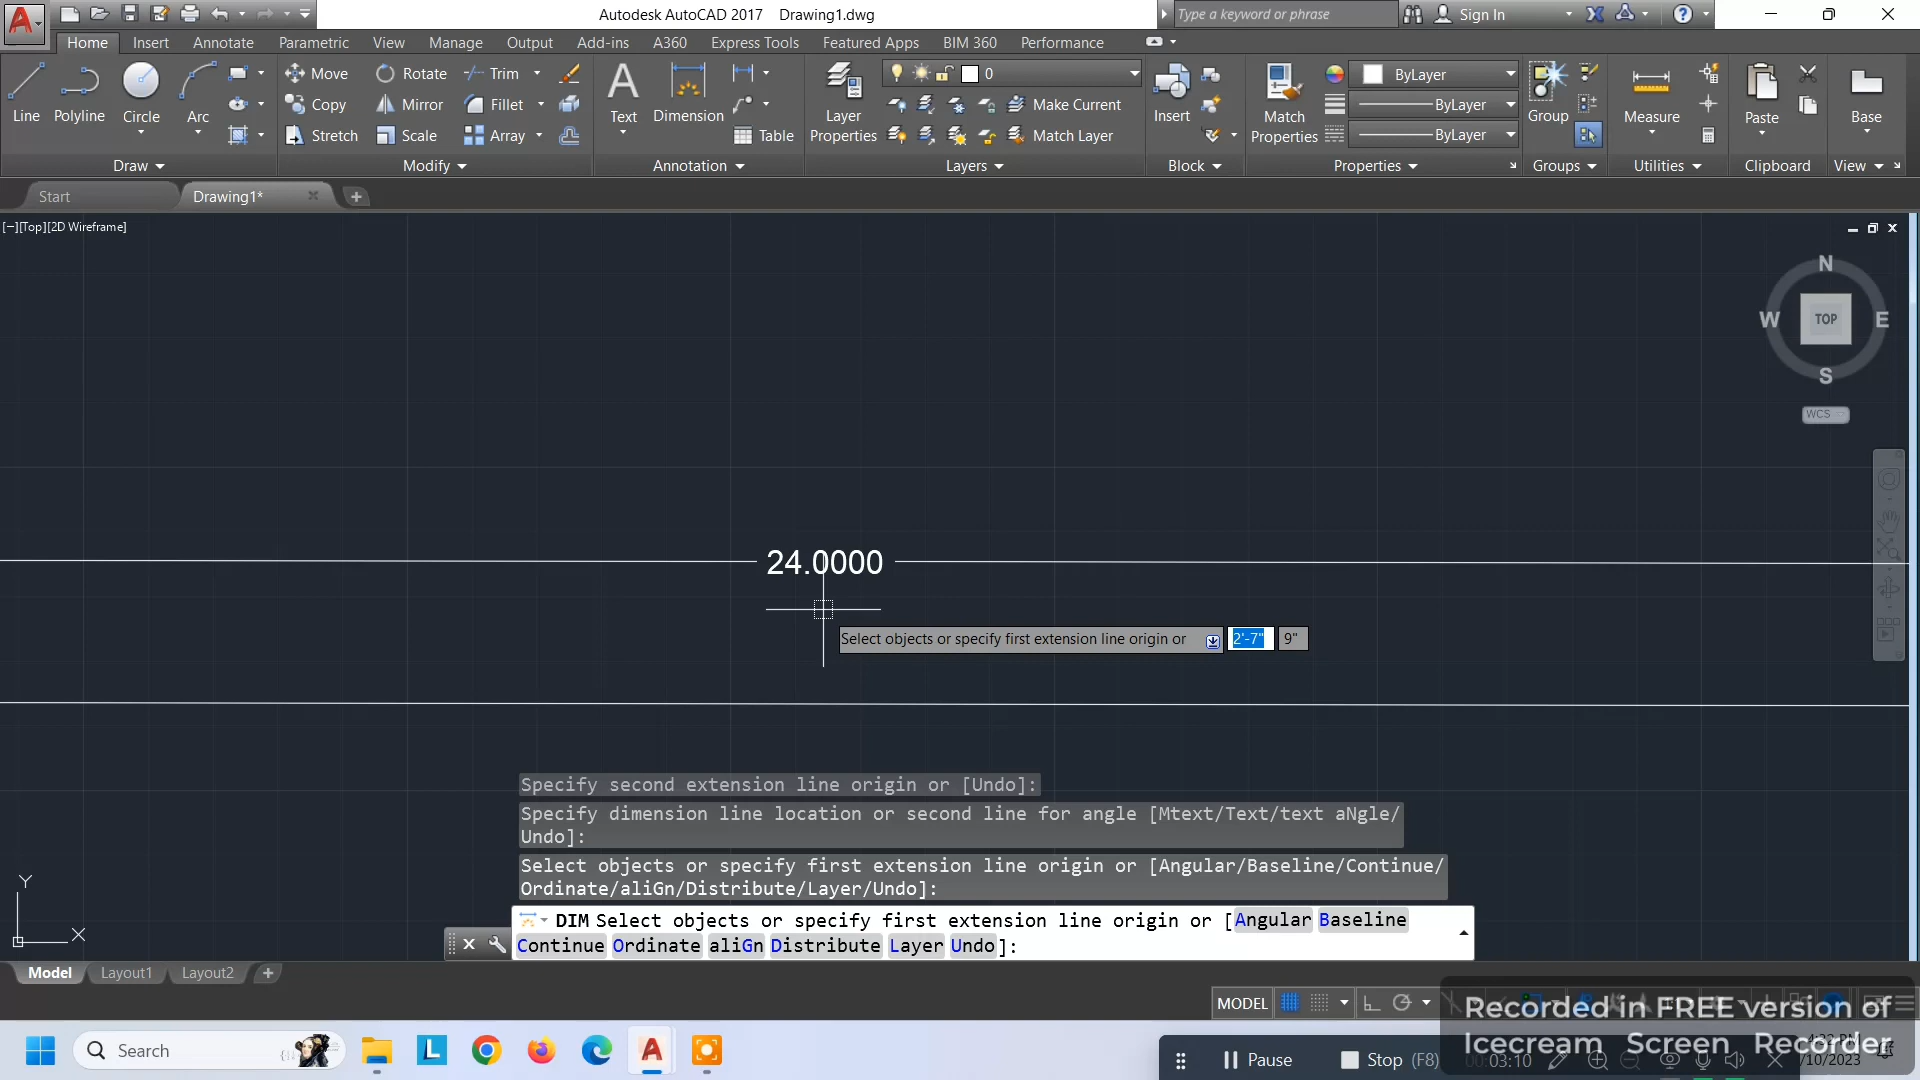 Autodesk AutoCAD 2017 Drawing1.dwg
Type a keyword or phrase
Sign In
Home Insert Annotate Parametric View Manage Output Add-ins A360 Express Tools Featured Apps BIM 360 Performance
Line Polyline Circle Arc
Move Rotate Trim
Copy Mirror Fillet
Stretch Scale Array
Text Dimension Table
Layer Properties
0
Make Current
Match Layer
Insert
Match Properties
ByLayer
ByLayer
ByLayer
Group Measure Paste Base
Draw Modify Annotation Layers Block Properties Groups Utilities Clipboard View
Start Drawing1*
[−][Top][2D Wireframe]
N
W TOP E
S
WCS
24.0000
Select objects or specify first extension line origin or 2'-7" 9"
Specify second extension line origin or [Undo]:
Specify dimension line location or second line for angle [Mtext/Text/text aNgle/
Undo]:
Select objects or specify first extension line origin or [Angular/Baseline/Continue/
Ordinate/aliGn/Distribute/Layer/Undo]:
DIM Select objects or specify first extension line origin or [Angular Baseline
Continue Ordinate aliGn Distribute Layer Undo]:
Y
X
Model Layout1 Layout2
MODEL
Recorded in FREE version of
Icecream Screen Recorder
Search
Pause Stop (F8) 00:03:10